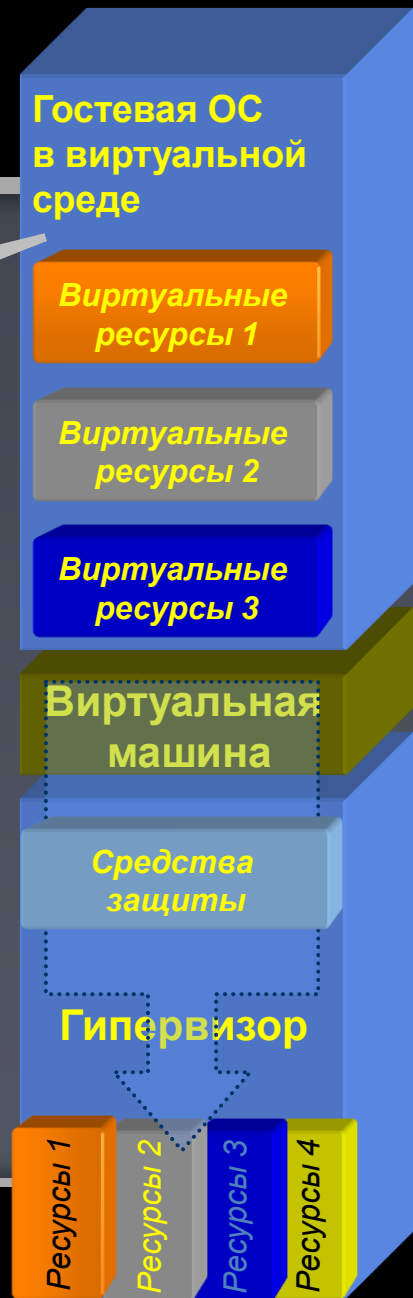 Гостевая ОС
в виртуальной
среде
Виртуальные
ресурсы 1
Виртуальные
ресурсы 2
Виртуальные
ресурсы 3
Виртуальная
машина
Средства
защиты
Гипервизор
Ресурсы 1
Ресурсы 2
Ресурсы 3
Ресурсы 4